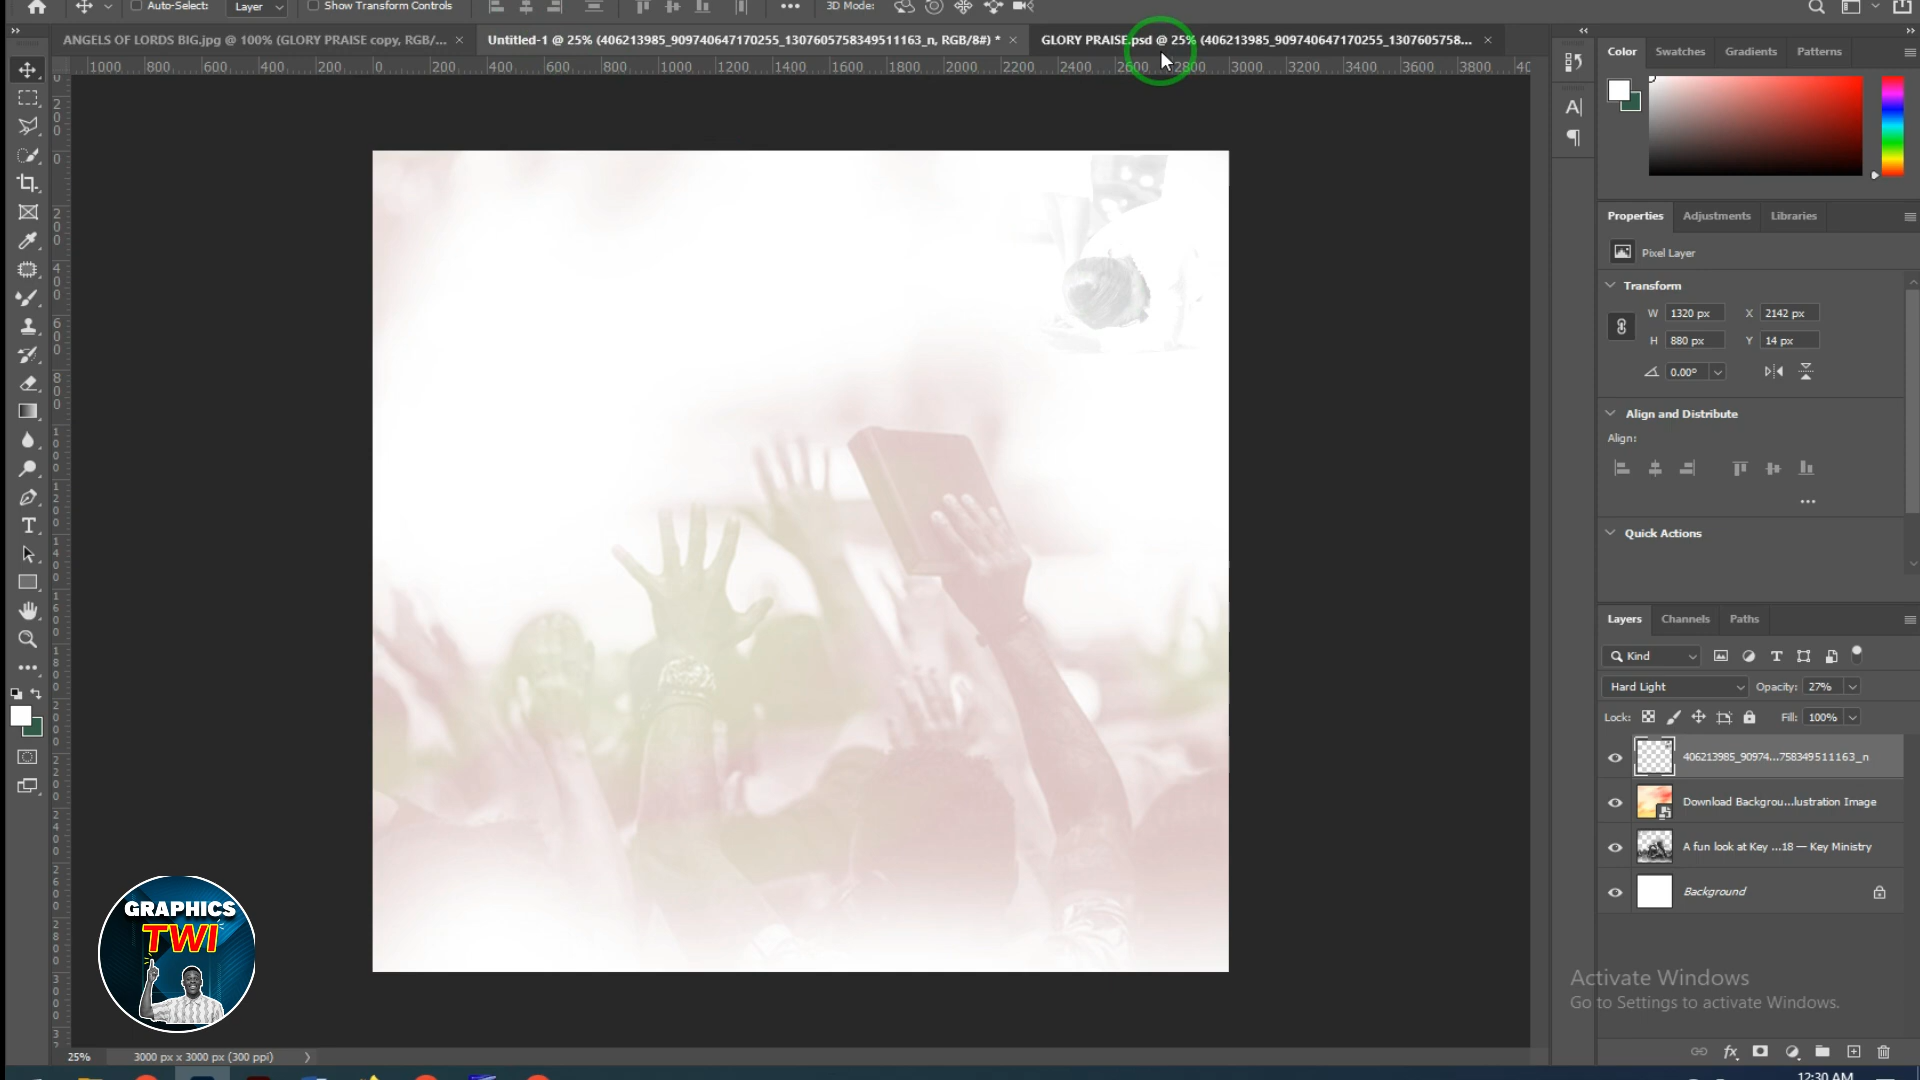 Auto-Select: Layer Show Transform Controls 3D Mode:
ANGELS OF LORDS BIG.jpg @ 100% (GLORY PRAISE copy, RGB/... × Untitled-1 @ 25% (406213985_909740647170255_1307605758349511163_n, RGB/8#) * × GLORY PRAISE.psd @ 25% (406213985_909740647170255_130760575... ×
1000 800 600 400 200 0 200 400 600 800 1000 1200 1400 1600 1800 2000 2200 2400 2600 2800 3000 3200 3400 3600 3800
Color Swatches Gradients Patterns
Properties Adjustments Libraries
Pixel Layer
Transform
W 1320 px X 2142 px
H 880 px Y 14 px
0.00°
Align and Distribute
Align:
Quick Actions
Layers Channels Paths
Kind
Hard Light Opacity: 27%
Lock: Fill: 100%
406213985_90974...758349511163_n
Download Backgrou...lustration Image
A fun look at Key ...18 — Key Ministry
Background
GRAPHICS
TWI
Activate Windows
Go to Settings to activate Windows.
25% 3000 px x 3000 px (300 ppi)
12:30 AM